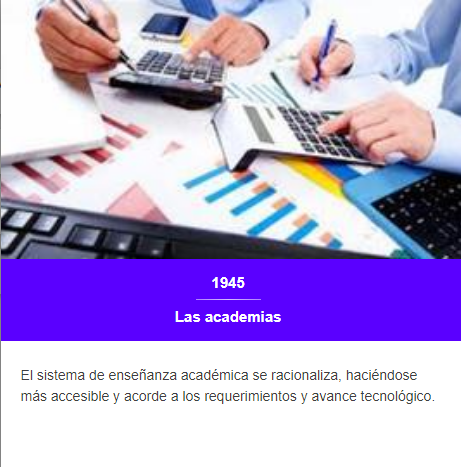 1945
Las academias
El sistema de enseñanza académica se racionaliza, haciéndose
más accesible y acorde a los requerimientos y avance tecnológico.